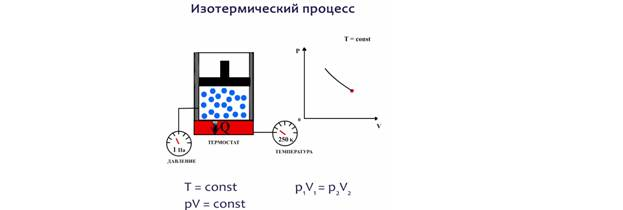 Изотермический процесс
T = const
P
Q
o
V
1 Па
ТЕРМОСТАТ
250 К
ДАВЛЕНИЕ
ТЕМПЕРАТУРА
T = const
p₁V₁ = p₂V₂
pV = const